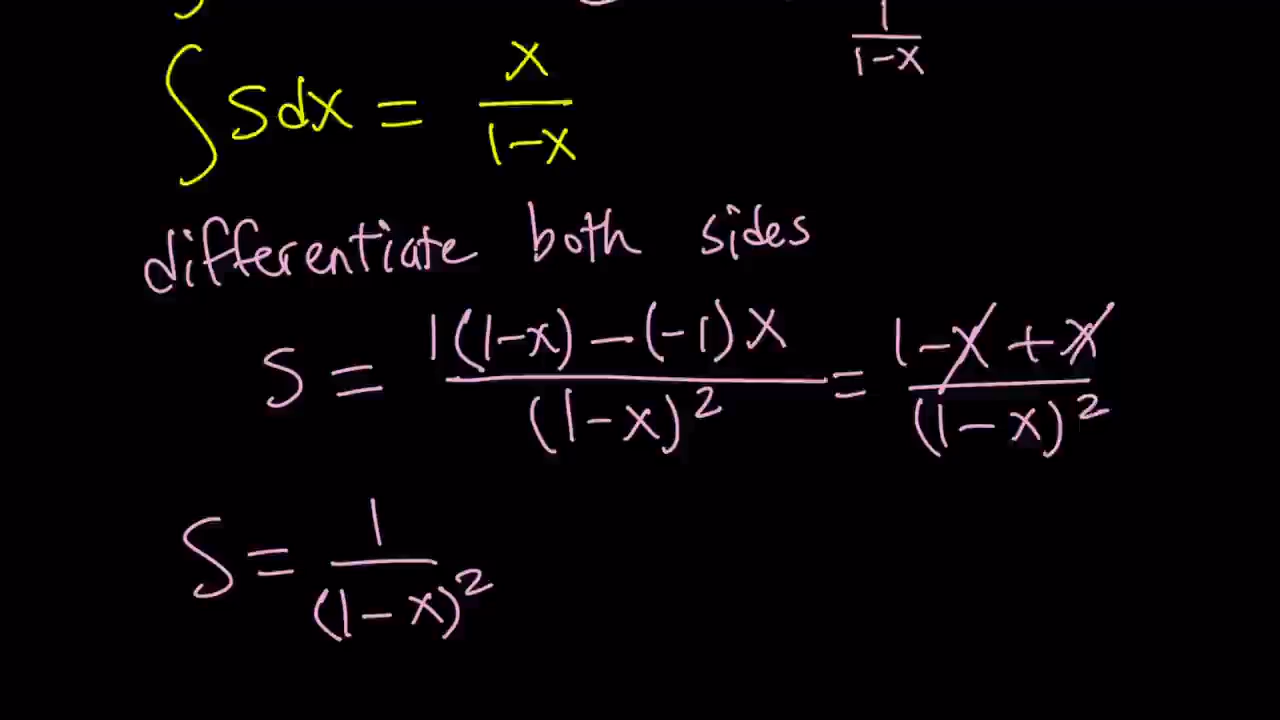 1/(1-x)
∫ S dx = x/(1-x)
differentiate both sides
S = (1(1-x) - (-1)x)/(1-x)² = (1-x+x)/(1-x)²
S = 1/(1-x)²